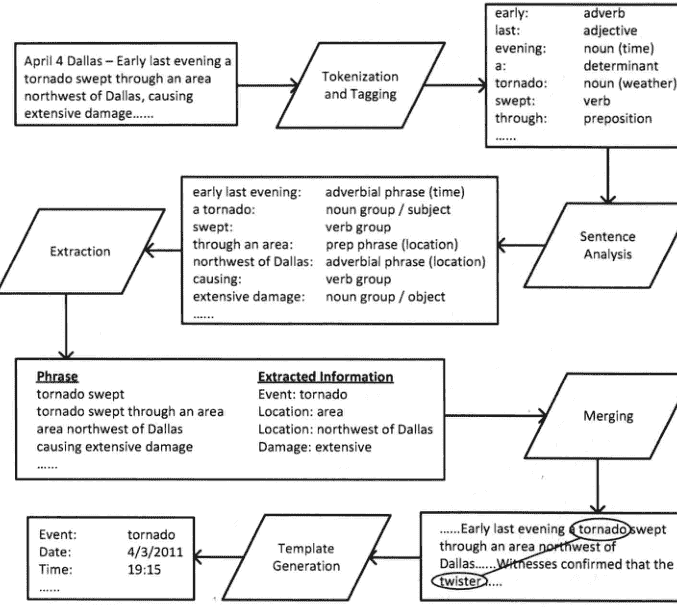 April 4 Dallas – Early last evening a
tornado swept through an area
northwest of Dallas, causing
extensive damage......
Tokenization
and Tagging
early: adverb
last: adjective
evening: noun (time)
a: determinant
tornado: noun (weather)
swept: verb
through: preposition
......
Sentence
Analysis
early last evening: adverbial phrase (time)
a tornado: noun group / subject
swept: verb group
through an area: prep phrase (location)
northwest of Dallas: adverbial phrase (location)
causing: verb group
extensive damage: noun group / object
......
Extraction
Phrase Extracted Information
tornado swept Event: tornado
tornado swept through an area Location: area
area northwest of Dallas Location: northwest of Dallas
causing extensive damage Damage: extensive
......
Merging
......Early last evening a tornado swept
through an area northwest of
Dallas......Witnesses confirmed that the
twister......
Template
Generation
Event: tornado
Date: 4/3/2011
Time: 19:15
......